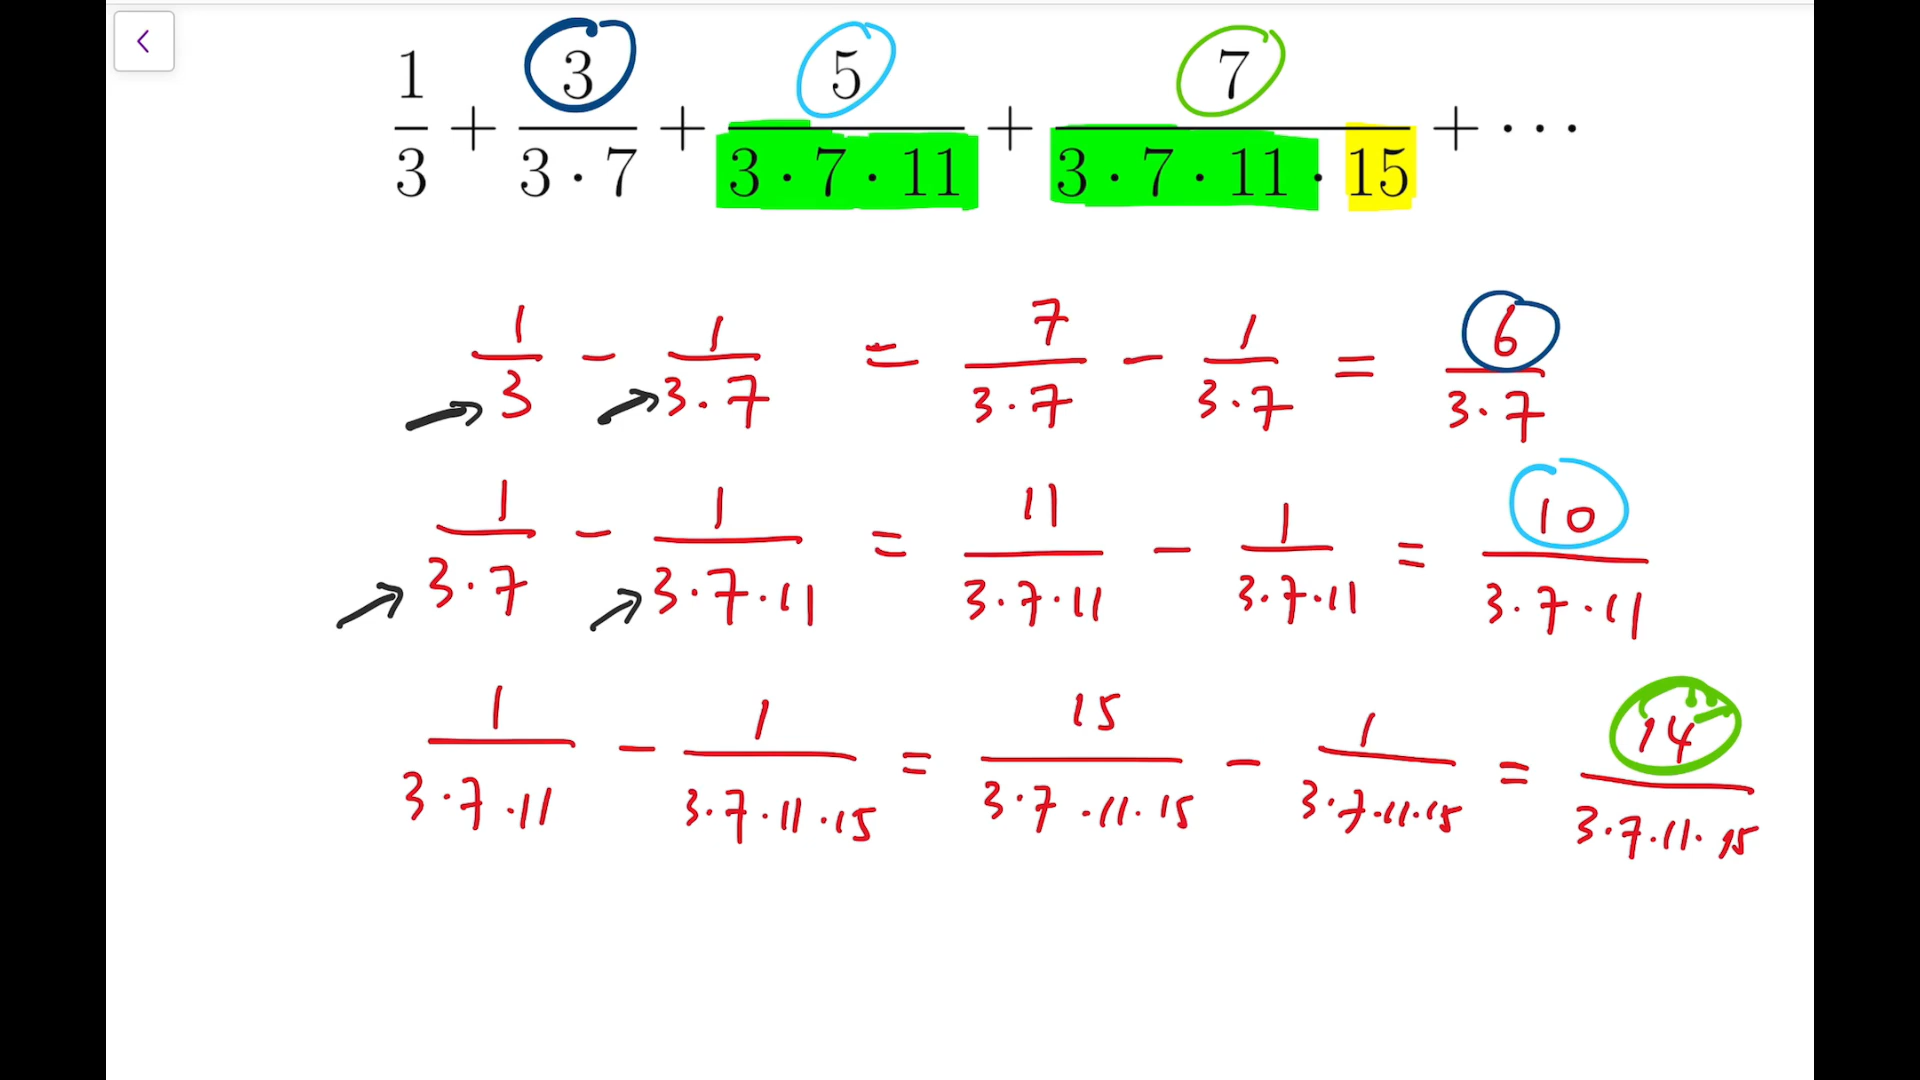 1/3 + 3/(3 · 7) + 5/(3 · 7 · 11) + 7/(3 · 7 · 11 · 15) + · · ·
1/3 − 1/(3 · 7) = 7/(3 · 7) − 1/(3 · 7) = 6/(3 · 7)
1/(3 · 7) − 1/(3 · 7 · 11) = 11/(3 · 7 · 11) − 1/(3 · 7 · 11) = 10/(3 · 7 · 11)
1/(3 · 7 · 11) − 1/(3 · 7 · 11 · 15) = 15/(3 · 7 · 11 · 15) − 1/(3 · 7 · 11 · 15) = 14/(3 · 7 · 11 · 15)